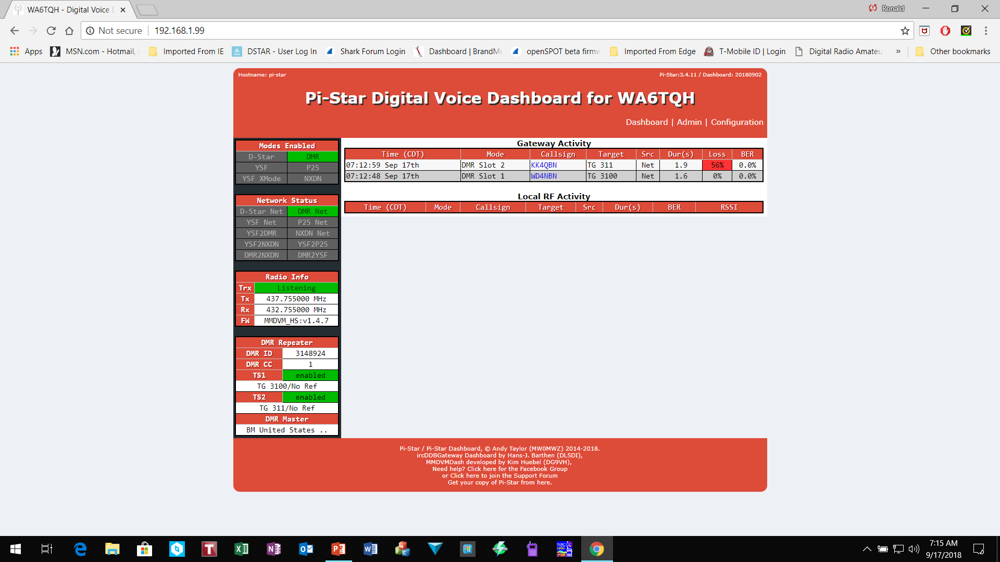 WA6TQH - Digital Voice
Ronald
Not secure
192.168.1.99
Apps
MSN.com - Hotmail,
Imported From IE
DSTAR - User Log In
Shark Forum Login
Dashboard | BrandMe
openSPOT beta firmw
Imported From Edge
T-Mobile ID | Login
Digital Radio Amateu
»
Other bookmarks
Hostname: pi-star
Pi-Star:3.4.11 / Dashboard: 20180902
Pi-Star Digital Voice Dashboard for WA6TQH
Dashboard | Admin | Configuration
Modes Enabled
D-Star DMR
YSF P25
YSF XMode NXDN
Network Status
D-Star Net DMR Net
YSF Net P25 Net
YSF2DMR NXDN Net
YSF2NXDN YSF2P25
DMR2NXDN DMR2YSF
Radio Info
Trx Listening
Tx 437.755000 MHz
Rx 432.755000 MHz
FW MMDVM_HS:v1.4.7
DMR Repeater
DMR ID 3148924
DMR CC 1
TS1 enabled
TG 3100/No Ref
TS2 enabled
TG 311/No Ref
DMR Master
BM United States ..
Gateway Activity
Time (CDT) Mode Callsign Target Src Dur(s) Loss BER
07:12:59 Sep 17th DMR Slot 2 KK4QBN TG 311 Net 1.9 56% 0.0%
07:12:48 Sep 17th DMR Slot 1 WD4NBN TG 3100 Net 1.6 0% 0.0%
Local RF Activity
Time (CDT) Mode Callsign Target Src Dur(s) BER RSSI
Pi-Star / Pi-Star Dashboard, © Andy Taylor (MW0MWZ) 2014-2018.
ircDDBGateway Dashboard by Hans-J. Barthen (DL5DI),
MMDVMDash developed by Kim Huebel (DG9VH),
Need help? Click here for the Facebook Group
or Click here to join the Support Forum
Get your copy of Pi-Star from here.
7:15 AM
9/17/2018